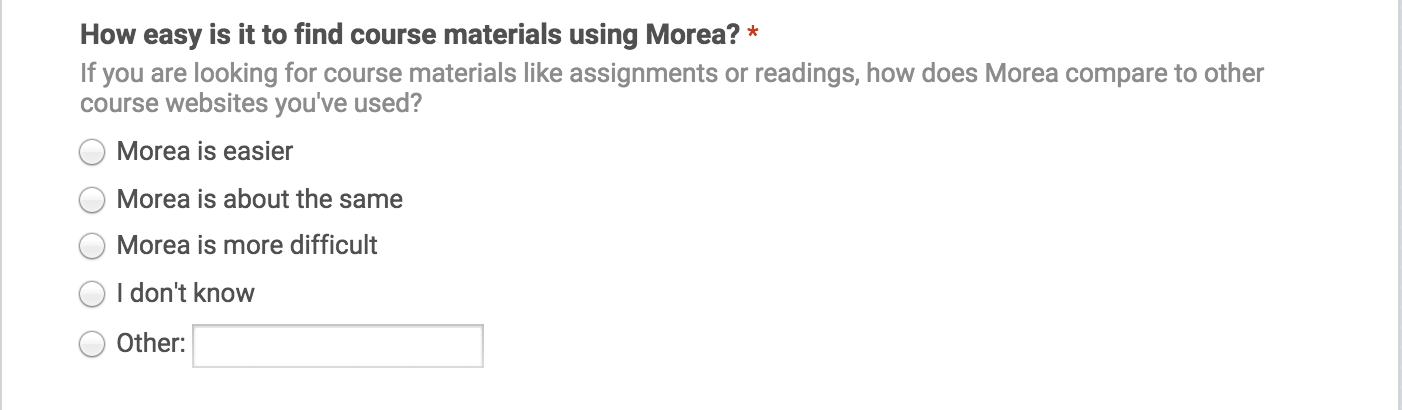 How easy is it to find course materials using Morea? *
If you are looking for course materials like assignments or readings, how does Morea compare to other
course websites you've used?
Morea is easier
Morea is about the same
Morea is more difficult
I don't know
Other: